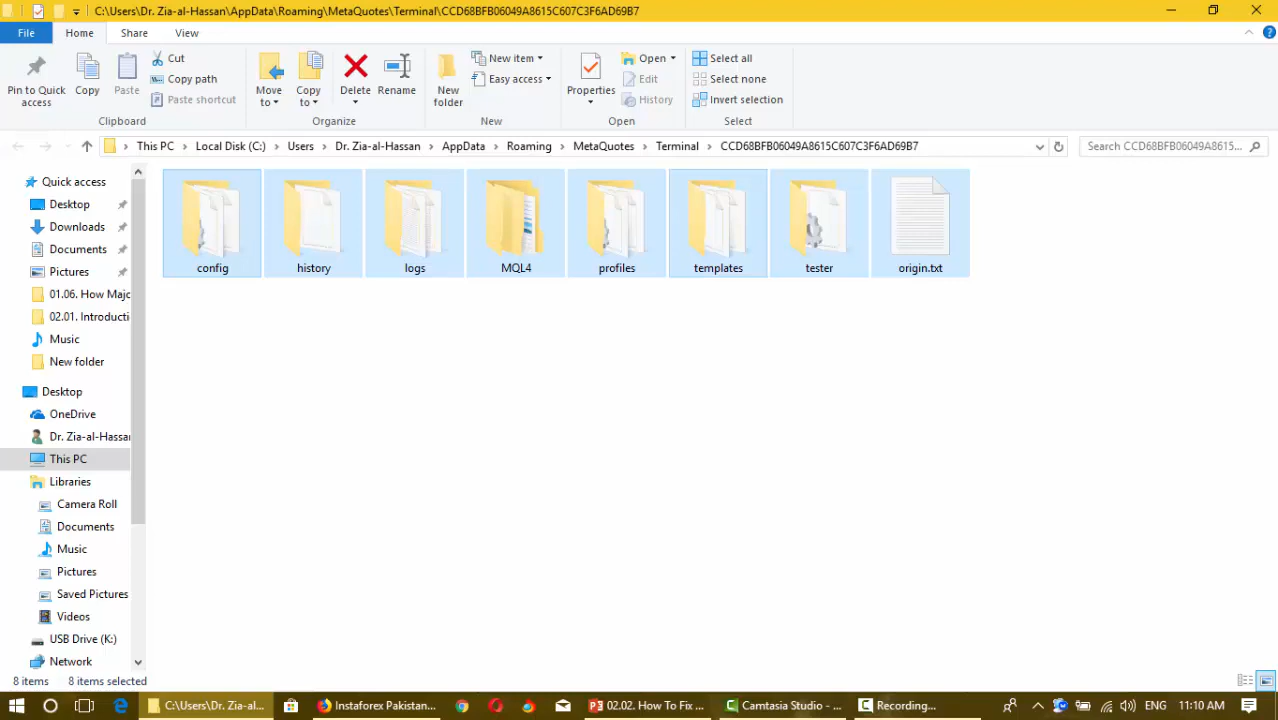 C:\Users\Dr. Zia-al-Hassan\AppData\Roaming\MetaQuotes\Terminal\CCD68BFB06049A8615C607C3F6AD69B7
File Home Share View
Pin to Quick access
Copy
Paste
Cut
Copy path
Paste shortcut
Clipboard
Move to
Copy to
Delete
Rename
Organize
New folder
New item
Easy access
New
Properties
Open
Edit
History
Open
Select all
Select none
Invert selection
Select
This PC > Local Disk (C:) > Users > Dr. Zia-al-Hassan > AppData > Roaming > MetaQuotes > Terminal > CCD68BFB06049A8615C607C3F6AD69B7
Search CCD68BFB06049A8615...
Quick access
Desktop
Downloads
Documents
Pictures
01.06. How Majo
02.01. Introducti
Music
New folder
Desktop
OneDrive
Dr. Zia-al-Hassan
This PC
Libraries
Camera Roll
Documents
Music
Pictures
Saved Pictures
Videos
USB Drive (K:)
Network
config
history
logs
MQL4
profiles
templates
tester
origin.txt
8 items 8 items selected
C:\Users\Dr. Zia-al...
Instaforex Pakistan...
02.02. How To Fix ...
Camtasia Studio - ...
Recording...
ENG
11:10 AM